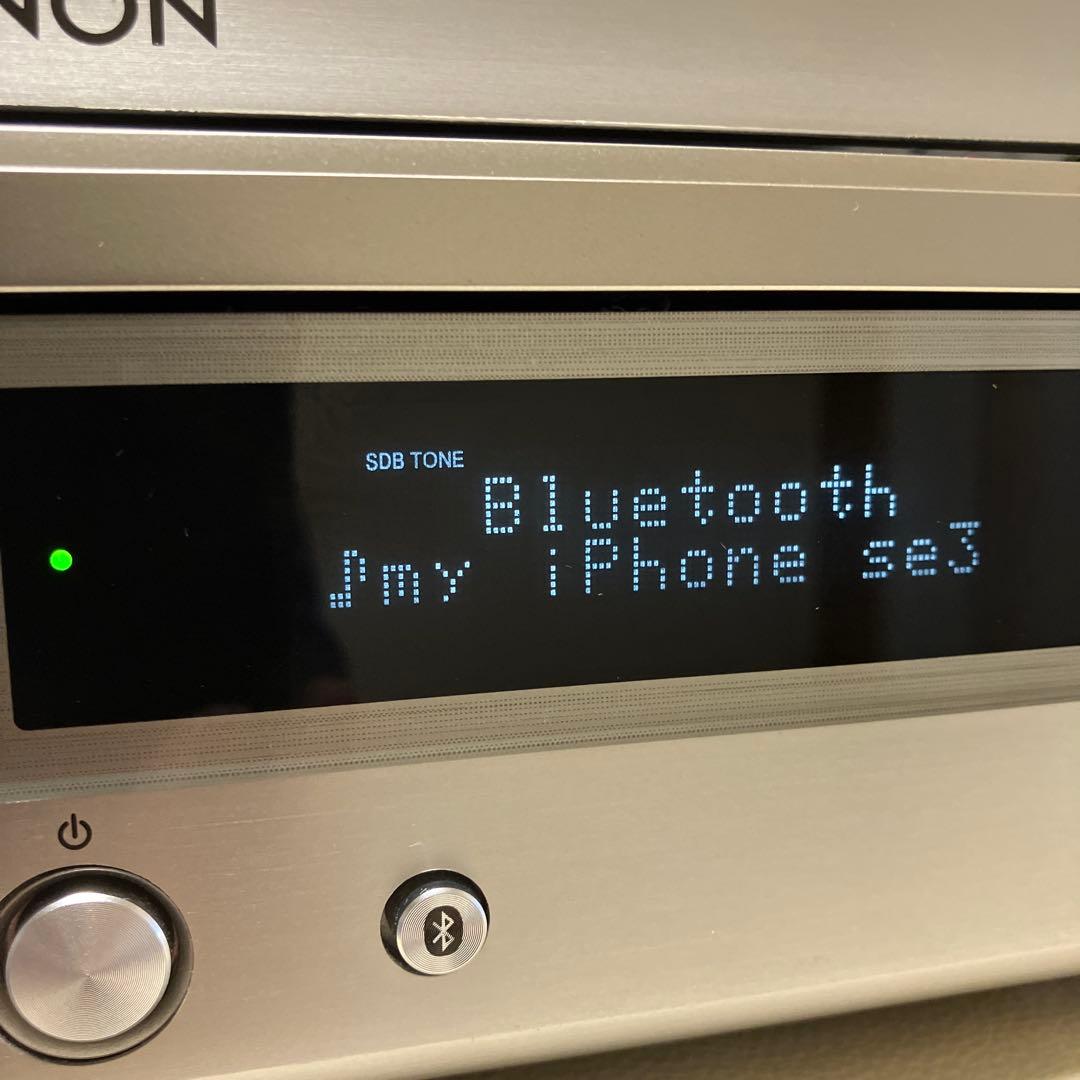 NON
SDB TONE
Bluetooth
♪my iPhone se3